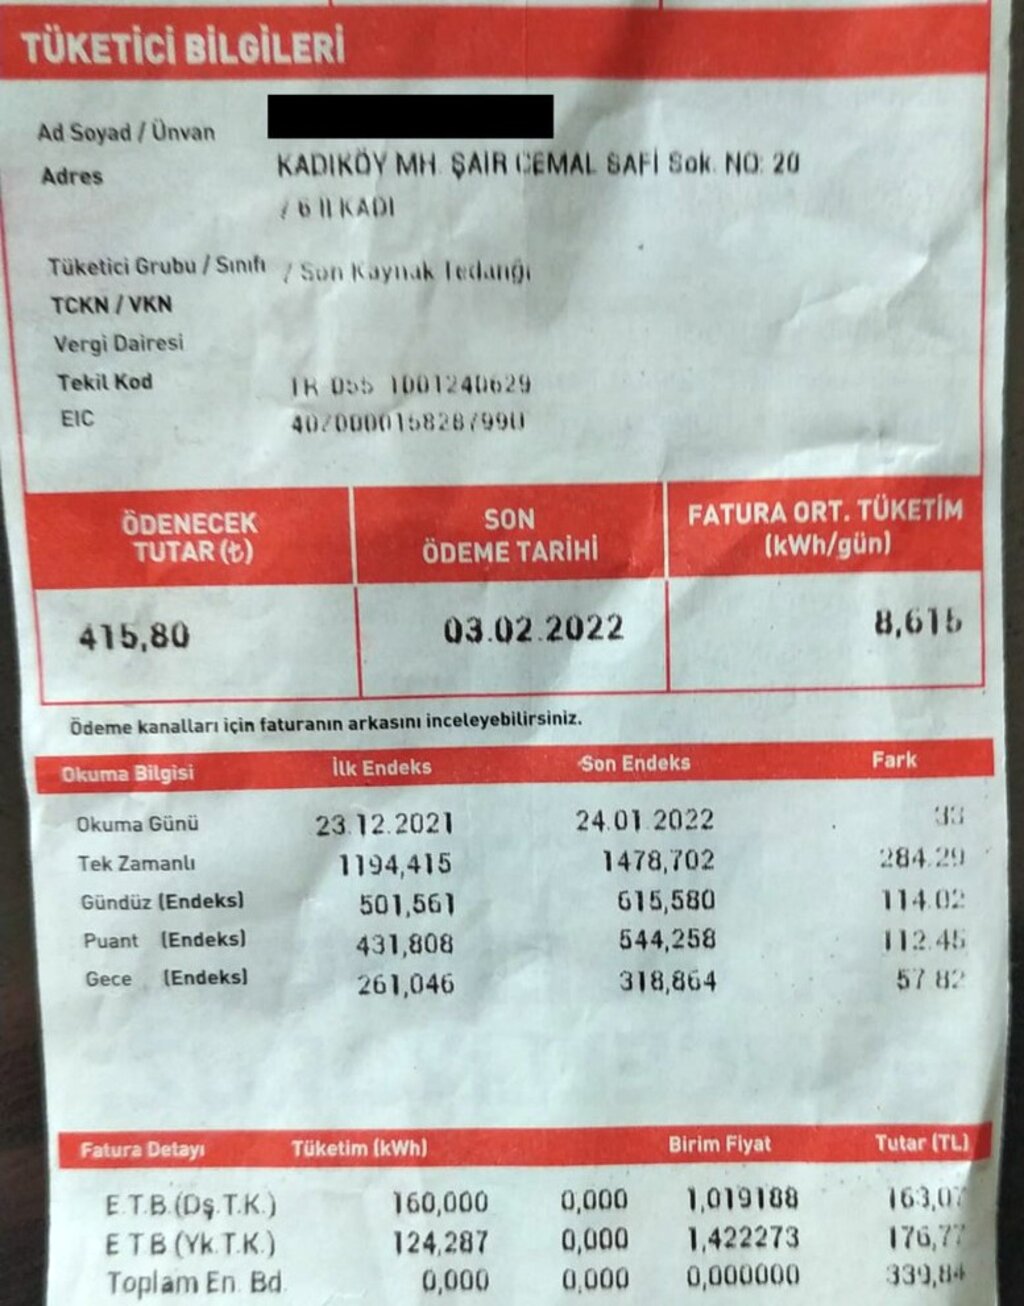 TÜKETİCİ BİLGİLERİ
Ad Soyad / Ünvan
Adres KADIKÖY MH. ŞAİR CEMAL SAFİ Sok. NO: 20
/ 6 İLKADI
Tüketici Grubu / Sınıfı / Son Kaynak Tedariği
TCKN / VKN
Vergi Dairesi
Tekil Kod TR 055 1001240629
EIC
ÖDENECEK TUTAR (₺) SON ÖDEME TARİHİ FATURA ORT. TÜKETİM (kWh/gün)
415,80 03.02.2022 8,615
Ödeme kanalları için faturanın arkasını inceleyebilirsiniz.
Okuma Bilgisi İlk Endeks Son Endeks Fark
Okuma Günü 23.12.2021 24.01.2022 33
Tek Zamanlı 1194,415 1478,702 284.29
Gündüz (Endeks) 501,561 615,580 114.02
Puant (Endeks) 431,808 544,258 112.45
Gece (Endeks) 261,046 318,864 57.82
Fatura Detayı Tüketim (kWh) Birim Fiyat Tutar (TL)
E.T.B.(Dş.T.K.) 160,000 0,000 1,019188 163,07
E.T.B.(Yk.T.K.) 124,287 0,000 1,422273 176,77
Toplam En. Bd. 0,000 0,000 0,000000 339,84